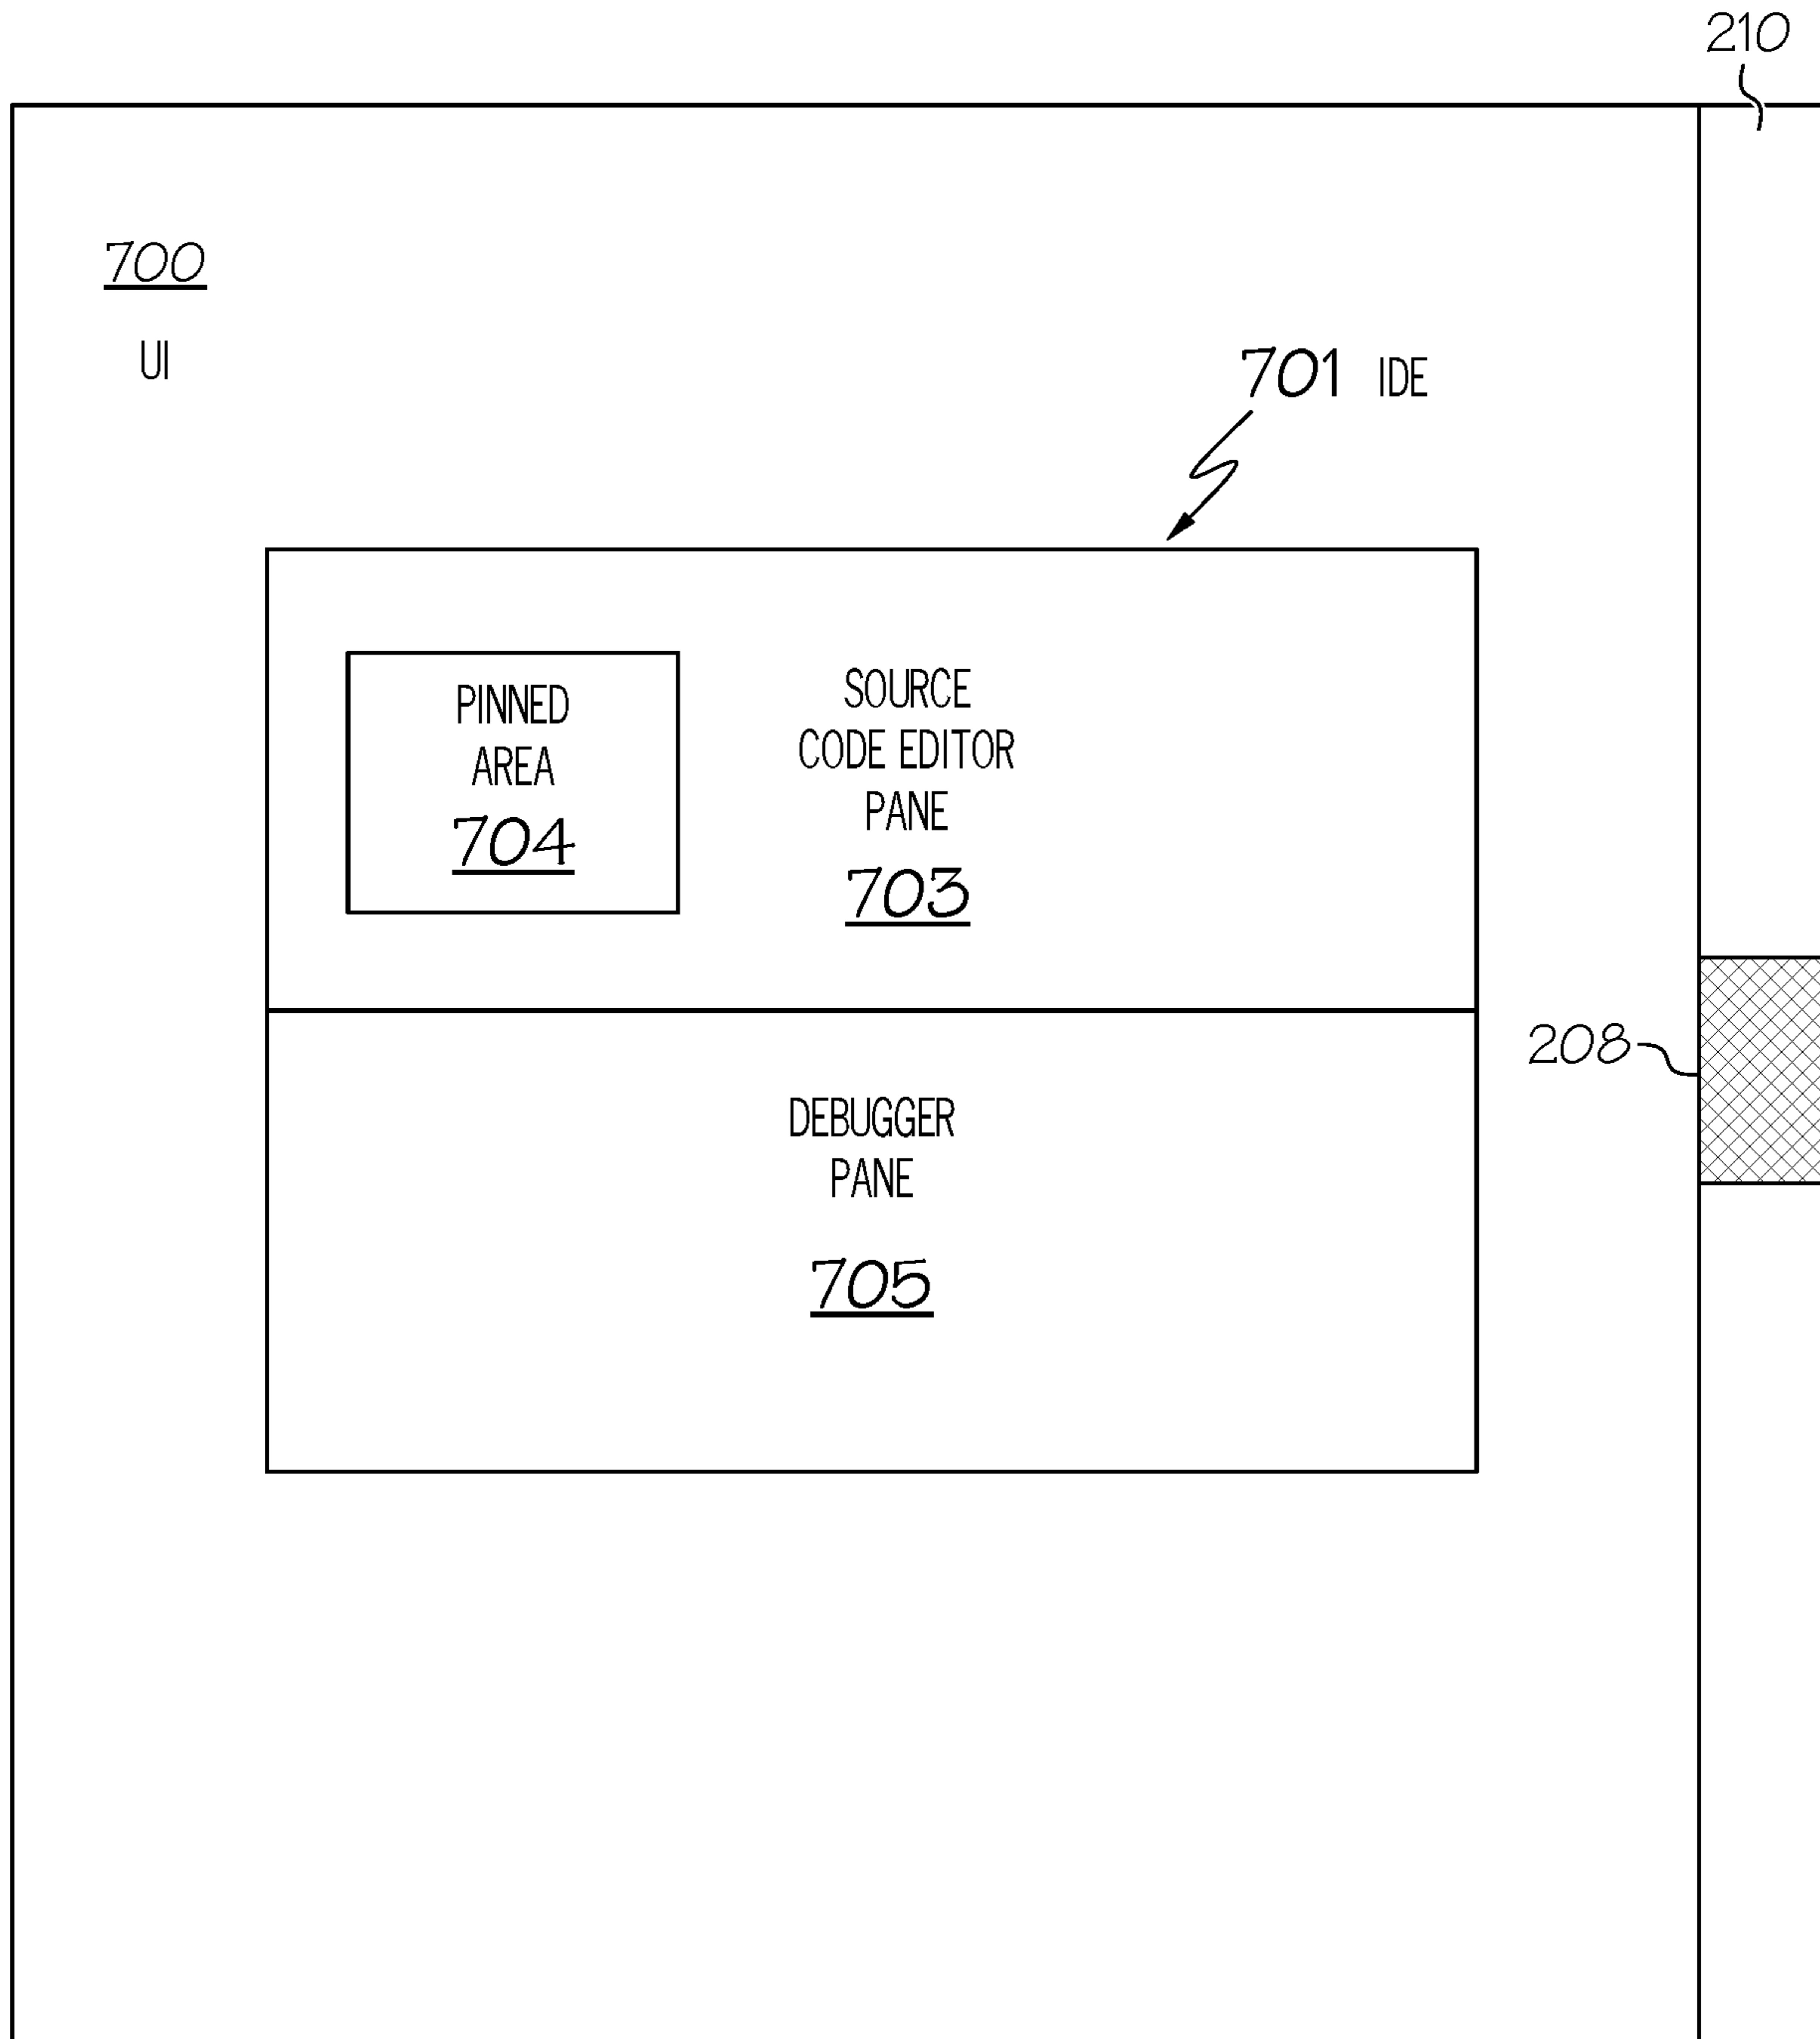 210
700
UI
701 IDE
PINNED
AREA
704
SOURCE
CODE EDITOR
PANE
703
208
DEBUGGER
PANE
705